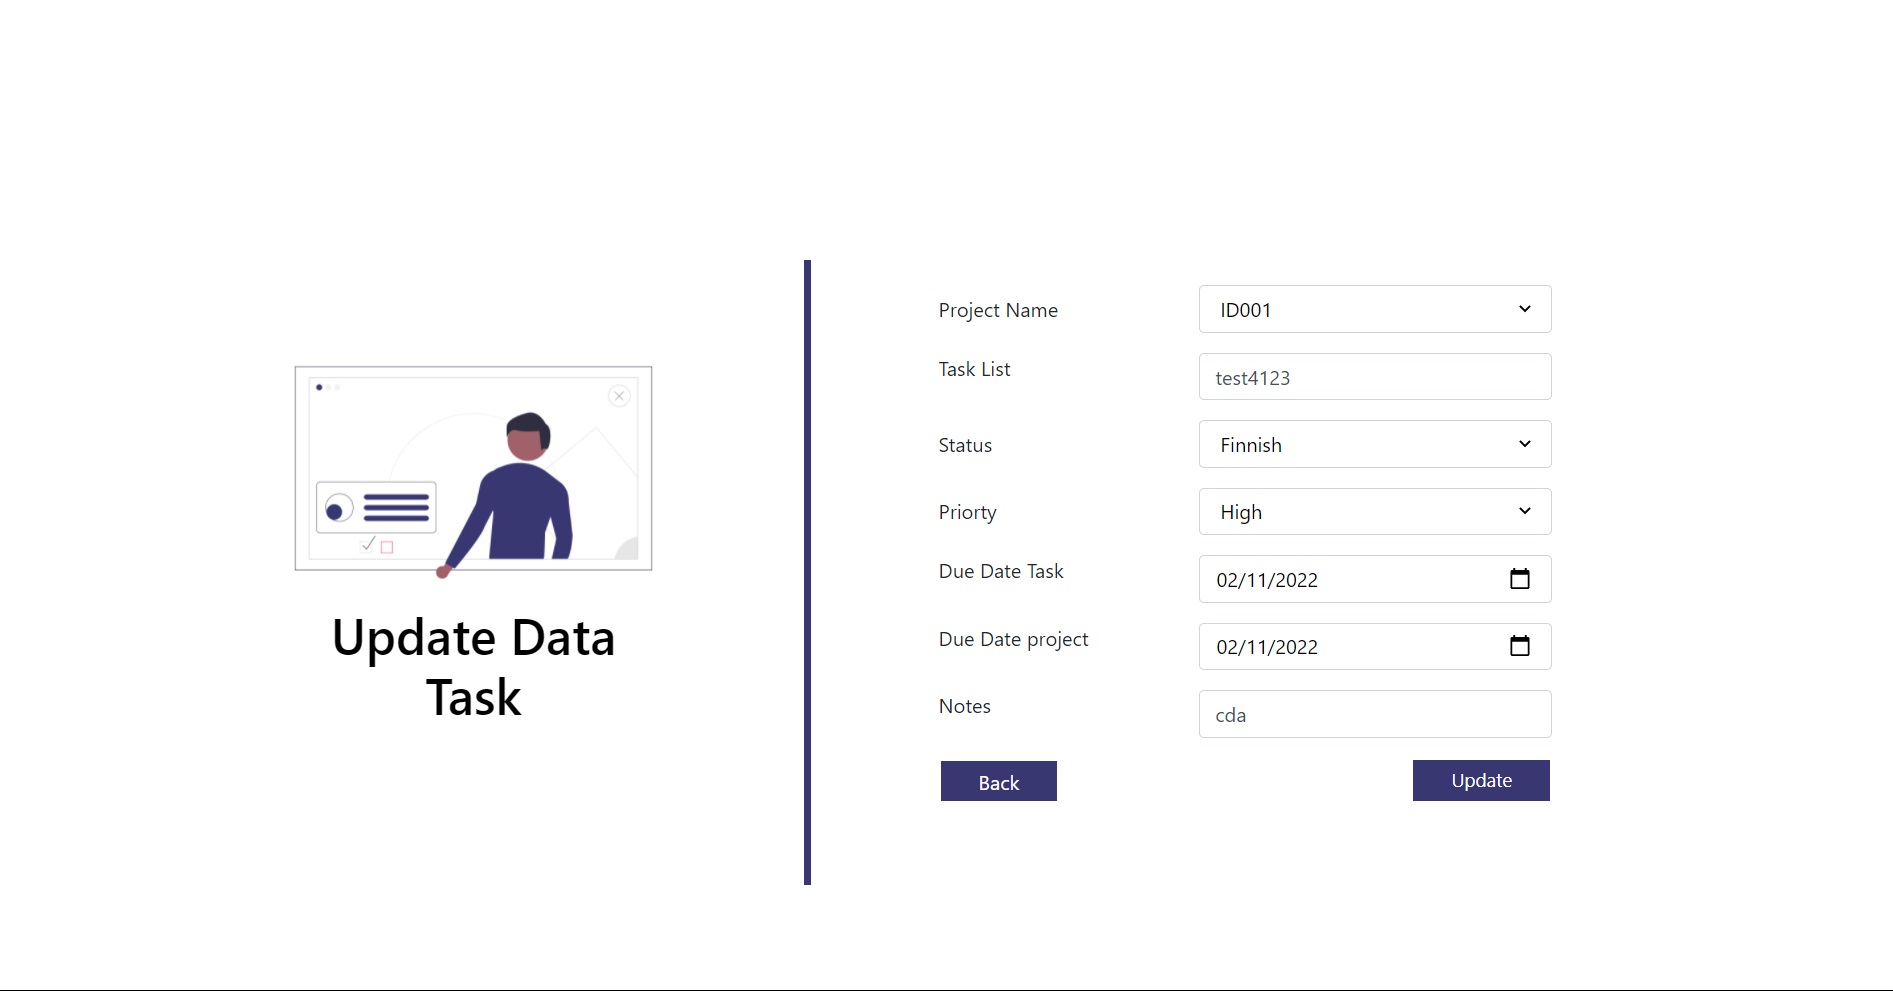 Update Data
Task
Project Name
ID001
Task List
test4123
Status
Finnish
Priorty
High
Due Date Task
02/11/2022
Due Date project
02/11/2022
Notes
cda
Back
Update